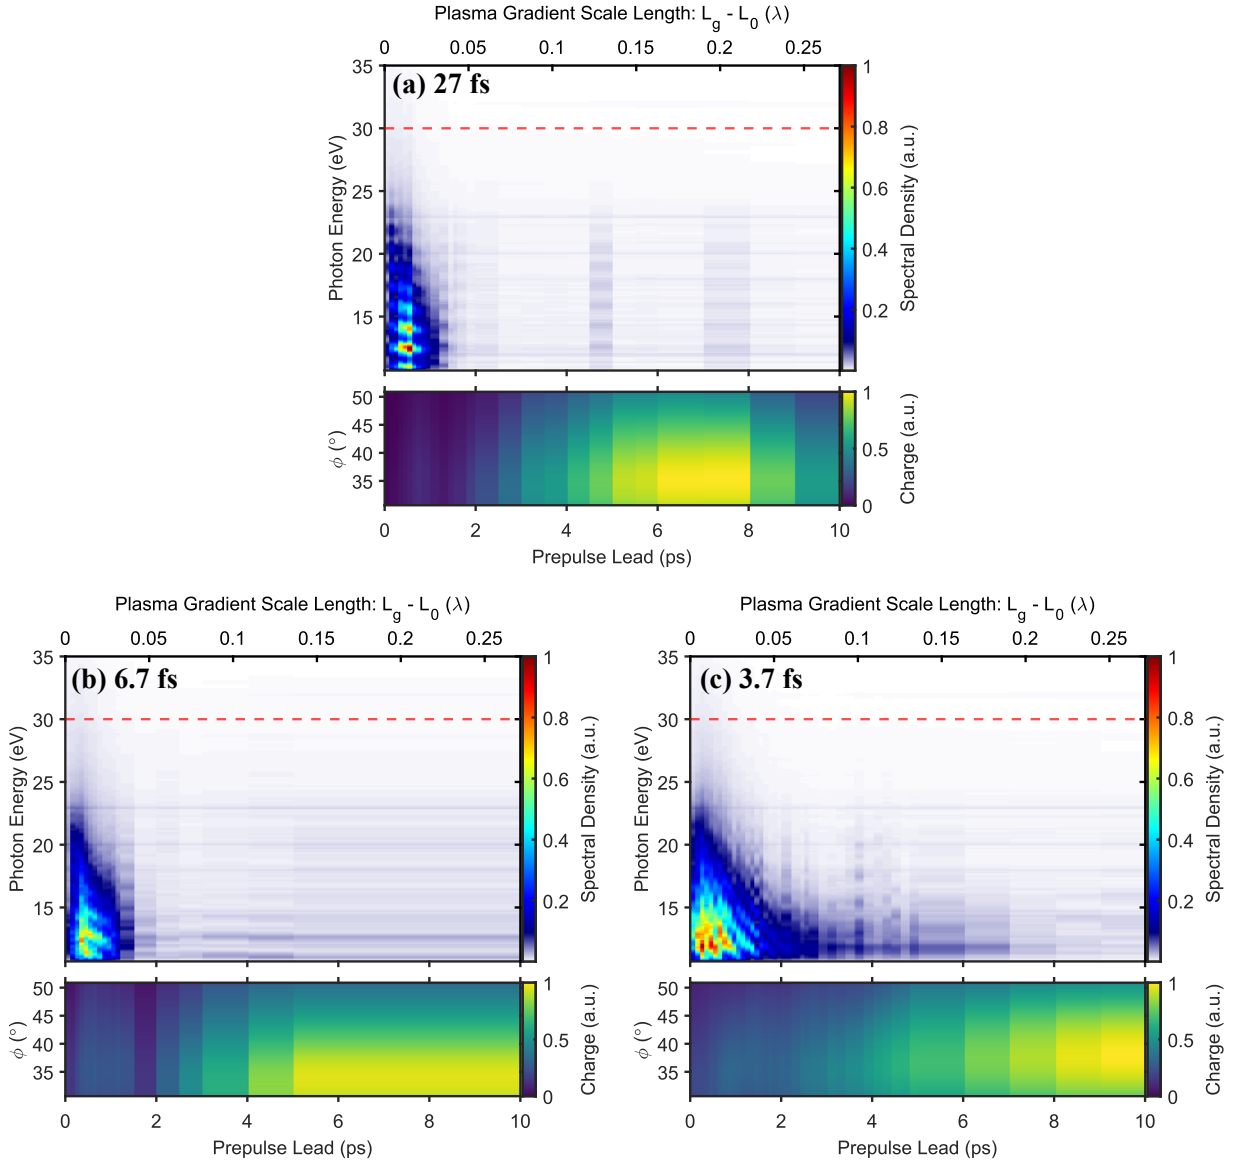 Plasma Gradient Scale Length: L_g - L_0 (λ)
0 0.05 0.1 0.15 0.2 0.25
(a) 27 fs
35 30 25 20 15
Photon Energy (eV)
1 0.8 0.6 0.4 0.2
Spectral Density (a.u.)
50 45 40 35
ϕ (°)
1 0.5 0
Charge (a.u.)
0 2 4 6 8 10
Prepulse Lead (ps)
Plasma Gradient Scale Length: L_g - L_0 (λ)
0 0.05 0.1 0.15 0.2 0.25
(b) 6.7 fs
35 30 25 20 15
Photon Energy (eV)
1 0.8 0.6 0.4 0.2
Spectral Density (a.u.)
50 45 40 35
ϕ (°)
1 0.5 0
Charge (a.u.)
0 2 4 6 8 10
Prepulse Lead (ps)
Plasma Gradient Scale Length: L_g - L_0 (λ)
0 0.05 0.1 0.15 0.2 0.25
(c) 3.7 fs
35 30 25 20 15
Photon Energy (eV)
1 0.8 0.6 0.4 0.2
Spectral Density (a.u.)
50 45 40 35
ϕ (°)
1 0.5 0
Charge (a.u.)
0 2 4 6 8 10
Prepulse Lead (ps)